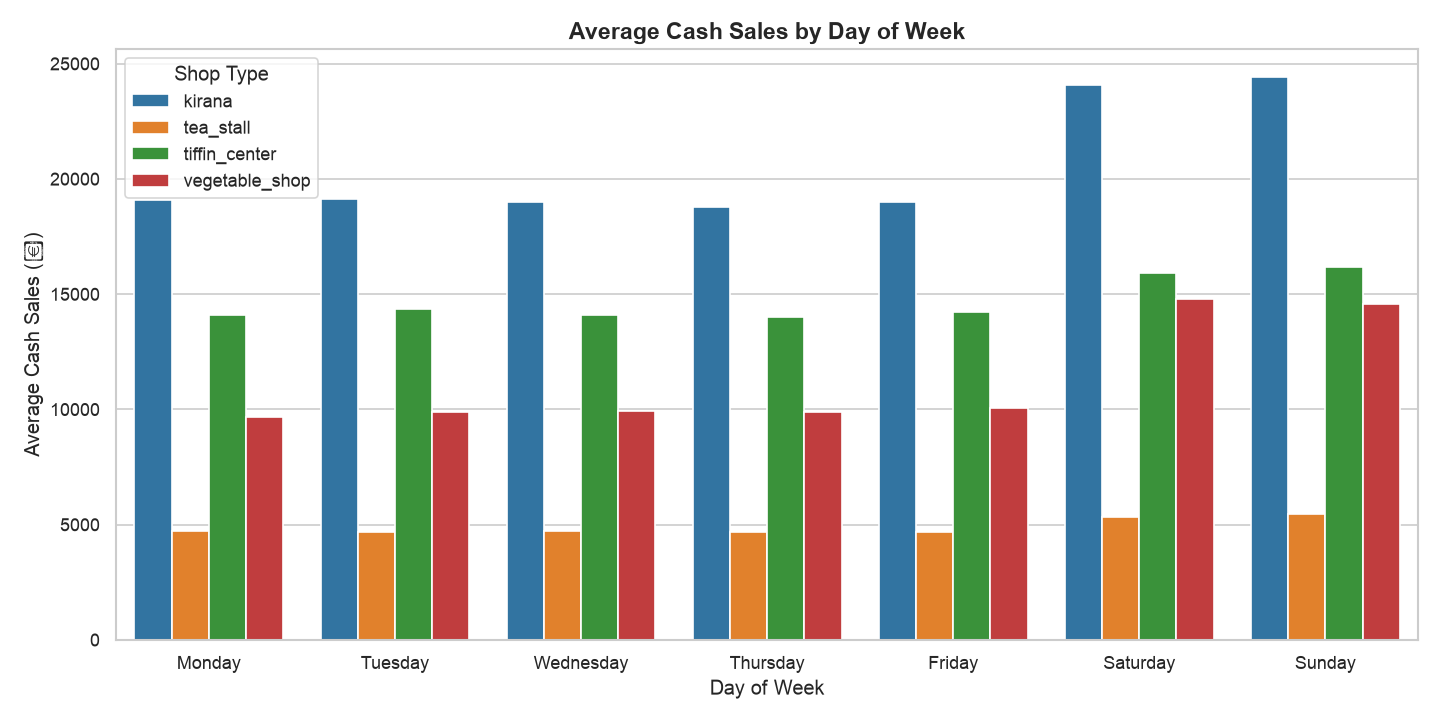 Average Cash Sales by Day of Week
Shop Type
kirana
tea_stall
tiffin_center
vegetable_shop
Average Cash Sales ()
25000
20000
15000
10000
5000
0
Monday Tuesday Wednesday Thursday Friday Saturday Sunday
Day of Week